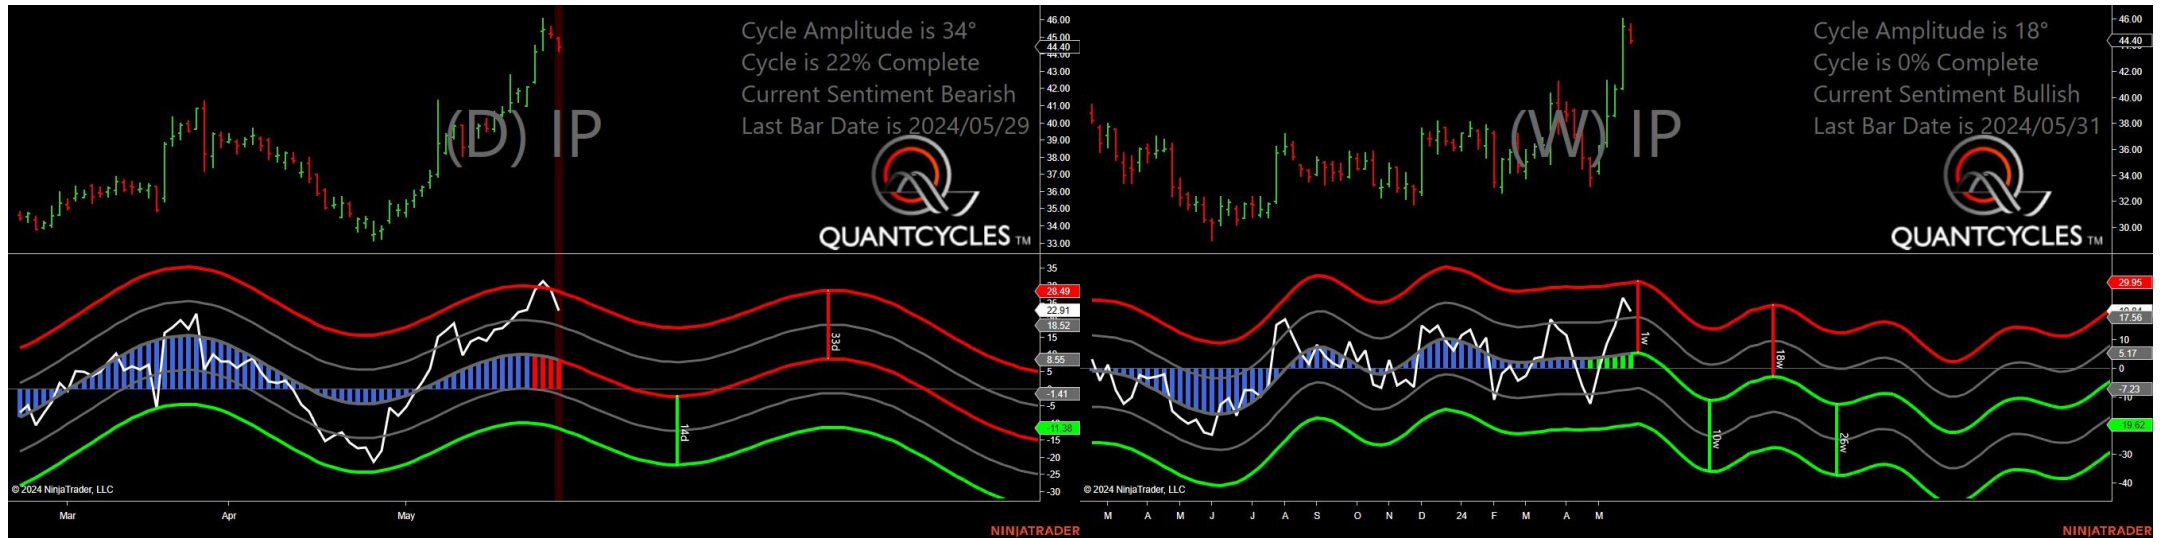 Cycle Amplitude is 34°
Cycle is 22% Complete
Current Sentiment Bearish
Last Bar Date is 2024/05/29
(D) IP
QUANTCYCLES TM
46.00
45.00
44.40
44.00
43.00
42.00
41.00
40.00
39.00
38.00
37.00
36.00
35.00
34.00
33.00
35
28.49
22.91
18.52
15
8.55
5
-1.41
-5
-11.38
-15
-20
-25
-30
33d
14d
© 2024 NinjaTrader, LLC
Mar Apr May
NINJATRADER
Cycle Amplitude is 18°
Cycle is 0% Complete
Current Sentiment Bullish
Last Bar Date is 2024/05/31
(W) IP
QUANTCYCLES TM
46.00
44.40
42.00
40.00
38.00
36.00
34.00
32.00
30.00
29.95
17.56
10
5.17
0
-7.23
-10
-19.62
-30
-40
1w
18w
10w
26w
© 2024 NinjaTrader, LLC
M A M J J A S O N D 24 F M A M
NINJATRADER